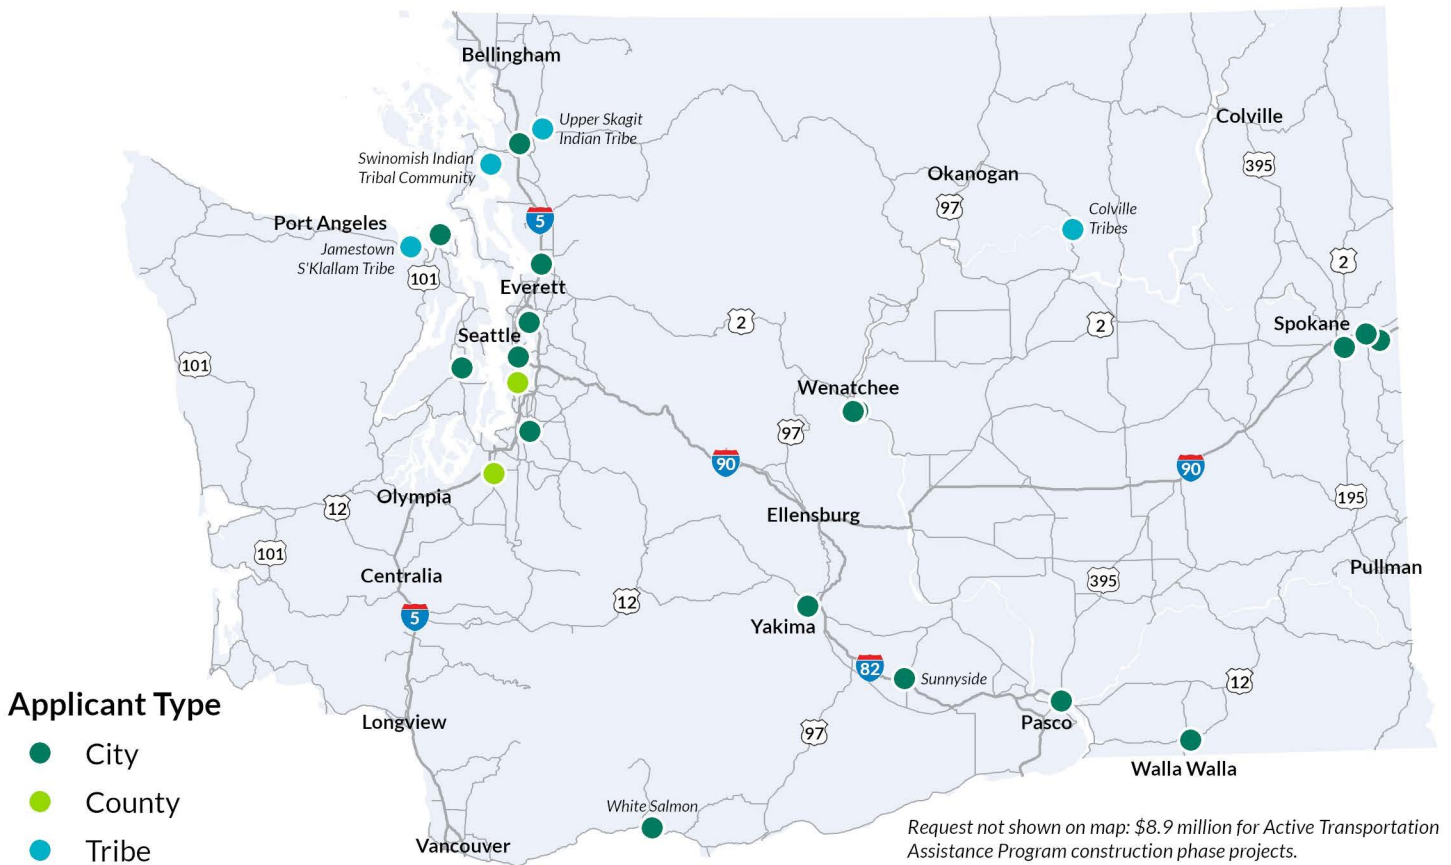 Bellingham
Upper Skagit
Indian Tribe
Colville
Swinomish Indian
Tribal Community
395
Okanogan
97
Colville
Tribes
5
Port Angeles
Jamestown
S'Klallam Tribe
101
2
Everett
2
2
Seattle
Spokane
101
Wenatchee
97
90
90
Olympia
12
195
Ellensburg
101
Centralia
Pullman
395
5
12
Yakima
82
Sunnyside
12
Applicant Type
City
County
Tribe
Longview
Pasco
97
Walla Walla
White Salmon
Vancouver
Request not shown on map: $8.9 million for Active Transportation
Assistance Program construction phase projects.